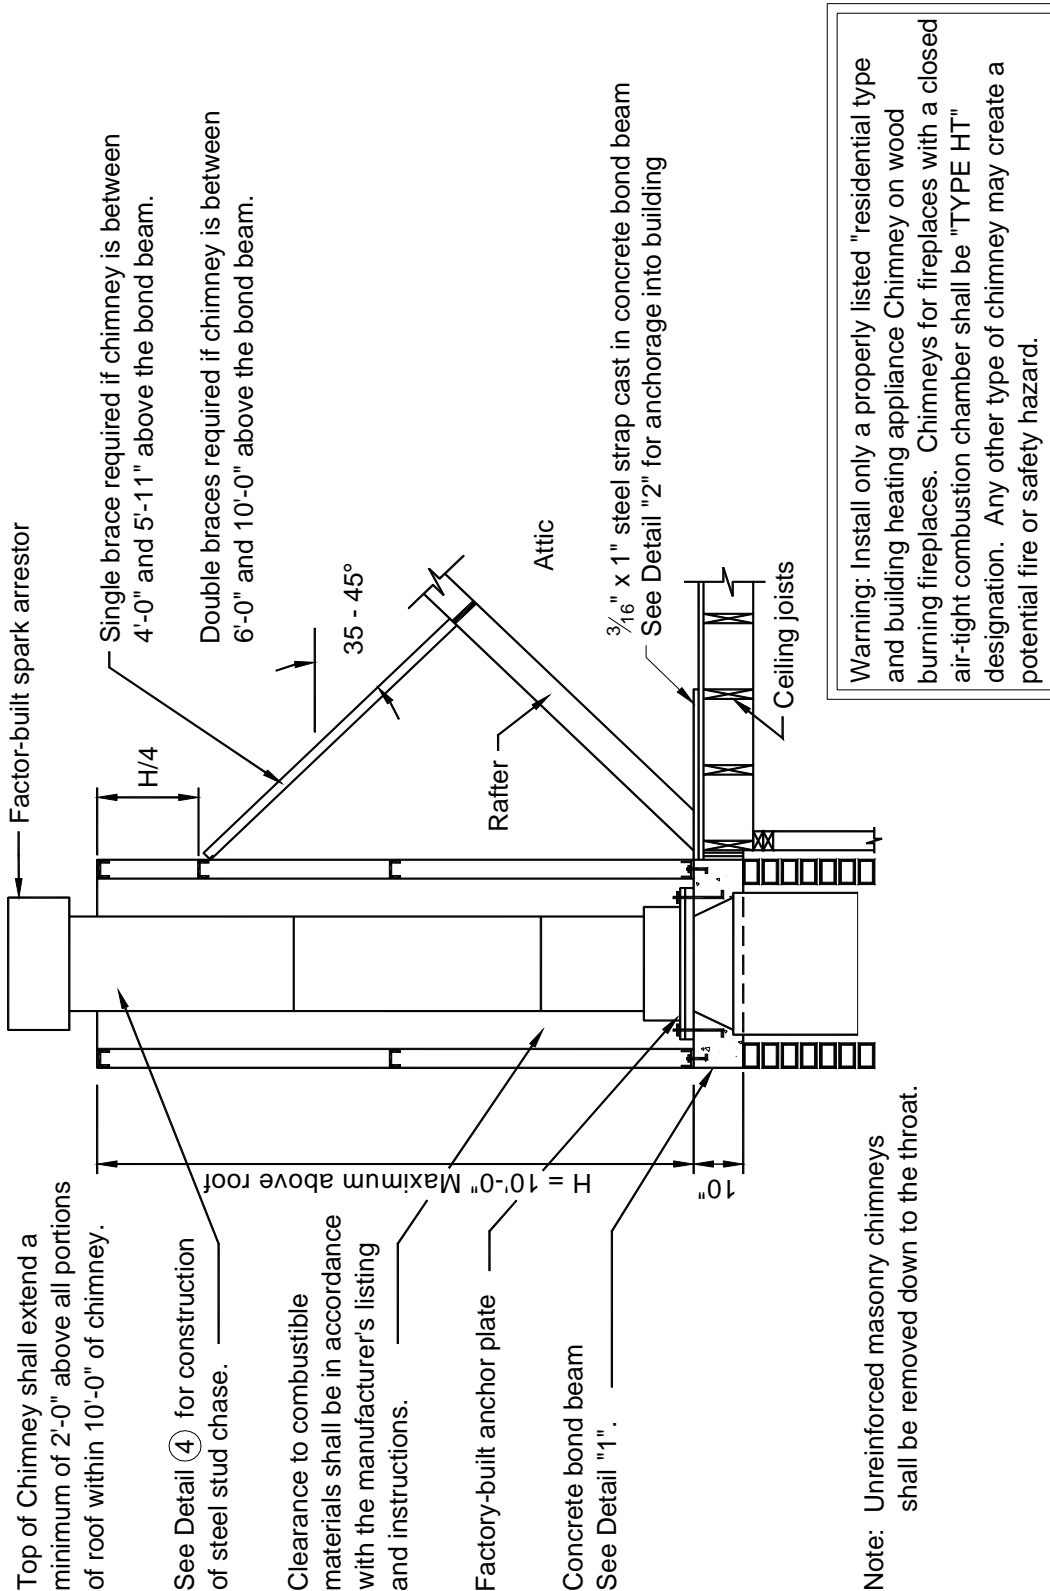 Top of Chimney shall extend a
minimum of 2'-0" above all portions
of roof within 10'-0" of chimney.
See Detail 4 for construction
of steel stud chase.
Clearance to combustible
materials shall be in accordance
with the manufacturer's listing
and instructions.
Factory-built anchor plate
Concrete bond beam
See Detail "1".
Note: Unreinforced masonry chimneys
shall be removed down to the throat.
H = 10'-0" Maximum above roof
10"
Factor-built spark arrestor
H/4
Single brace required if chimney is between
4'-0" and 5'-11" above the bond beam.
Double braces required if chimney is between
6'-0" and 10'-0" above the bond beam.
35 - 45°
Rafter
Attic
3/16" x 1" steel strap cast in concrete bond beam
See Detail "2" for anchorage into building
Ceiling joists
Warning: Install only a properly listed "residential type
and building heating appliance Chimney on wood
burning fireplaces. Chimneys for fireplaces with a closed
air-tight combustion chamber shall be "TYPE HT"
designation. Any other type of chimney may create a
potential fire or safety hazard.